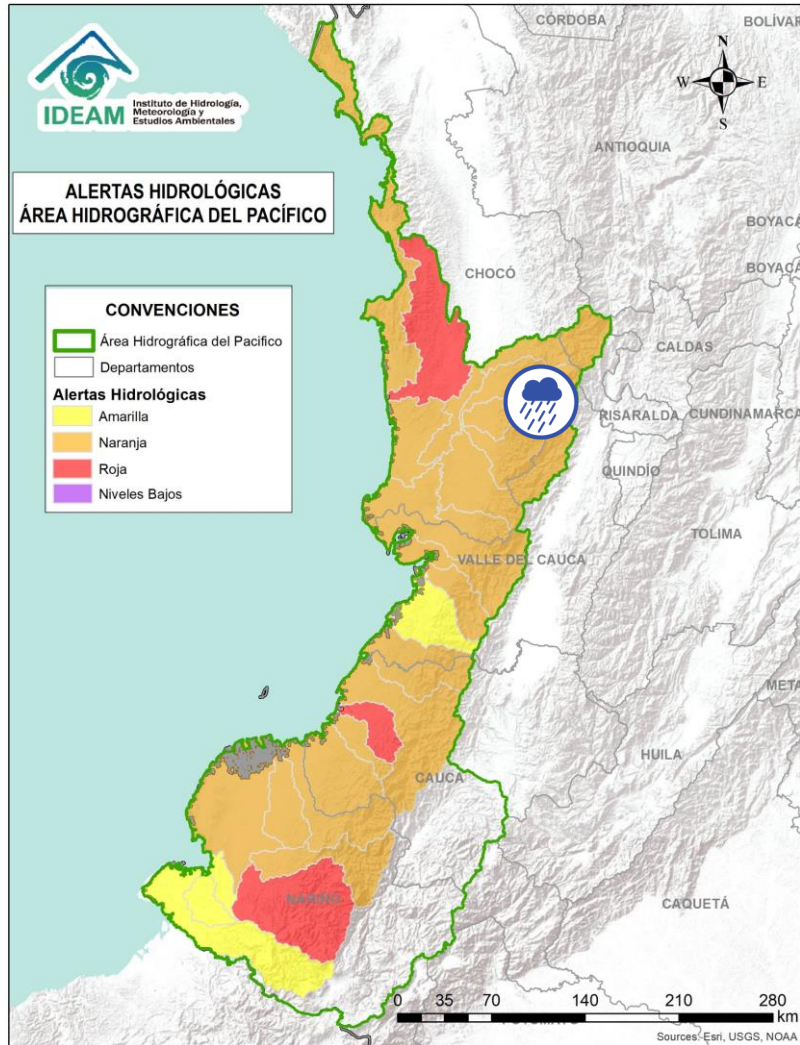 IDEAM
Instituto de Hidrología,
Meteorología y
Estudios Ambientales
ALERTAS HIDROLÓGICAS
ÁREA HIDROGRÁFICA DEL PACÍFICO
CONVENCIONES
Área Hidrográfica del Pacifico
Departamentos
Alertas Hidrológicas
Amarilla
Naranja
Roja
Niveles Bajos
N
W
E
S
CÓRDOBA
BOLÍVAR
ANTIOQUIA
BOYACÁ
BOYACÁ
CHOCÓ
CALDAS
RISARALDA
CUNDINAMARCA
QUINDÍO
TOLIMA
VALLE DEL CAUCA
META
HUILA
CAUCA
CAQUETÁ
NARIÑO
0 35 70 140 210 280
km
Sources: Esri, USGS, NOAA